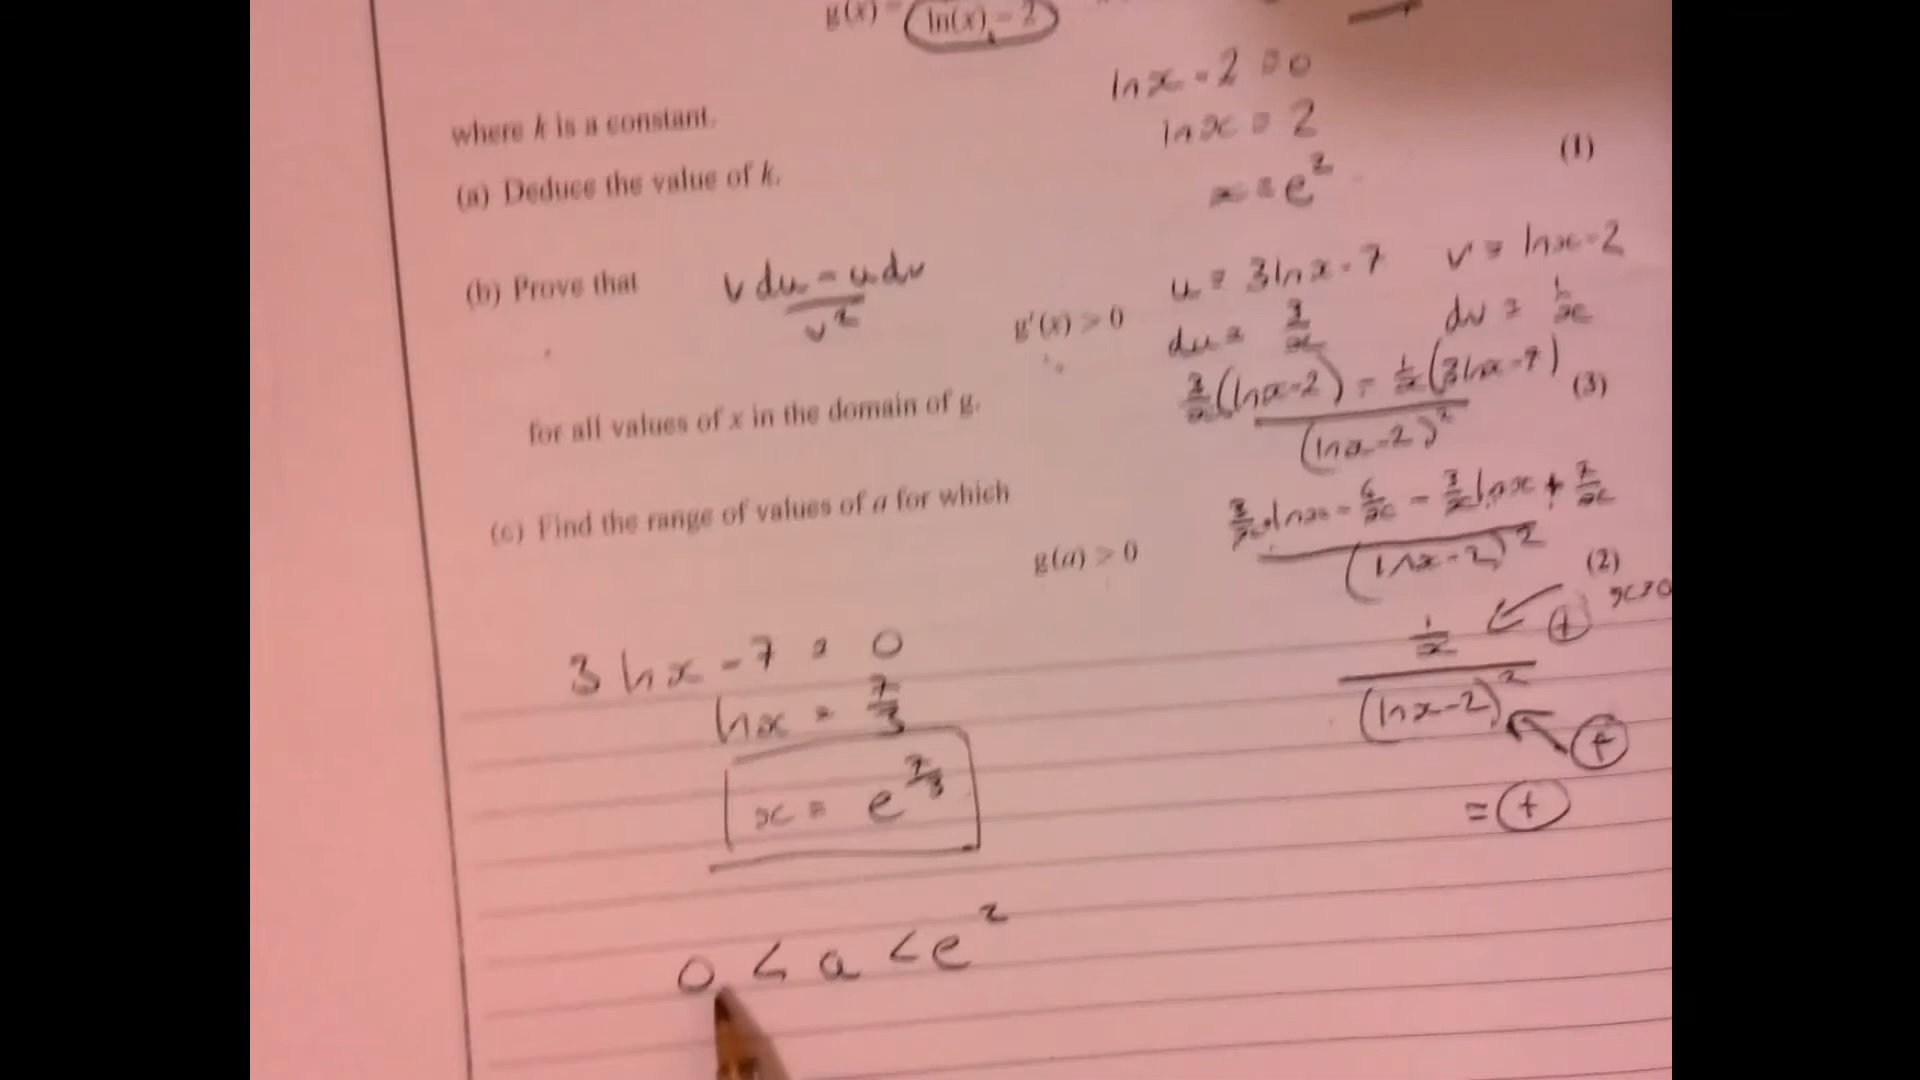 g(x) = ln(x) - 2
ln x - 2 = 0
where k is a constant.
ln x = 2
(1)
(a) Deduce the value of k.
x = e²
(b) Prove that
v du - u dv / v²
u = 3 ln x - 7
v = ln x - 2
g′(x) > 0
du = 3/x
dv = 1/x
3/x (ln x - 2) - 1/x (3 ln x - 7) / (ln x - 2)²
(3)
for all values of x in the domain of g.
(c) Find the range of values of a for which
3/x ln x - 6/x - 3/x ln x + 7/x / (ln x - 2)²
g(a) > 0
(2)
x > 0
1/x / (ln x - 2)²
+
+
= +
3 ln x - 7 = 0
ln x = 7/3
x = e^7/3
0 < a < e²